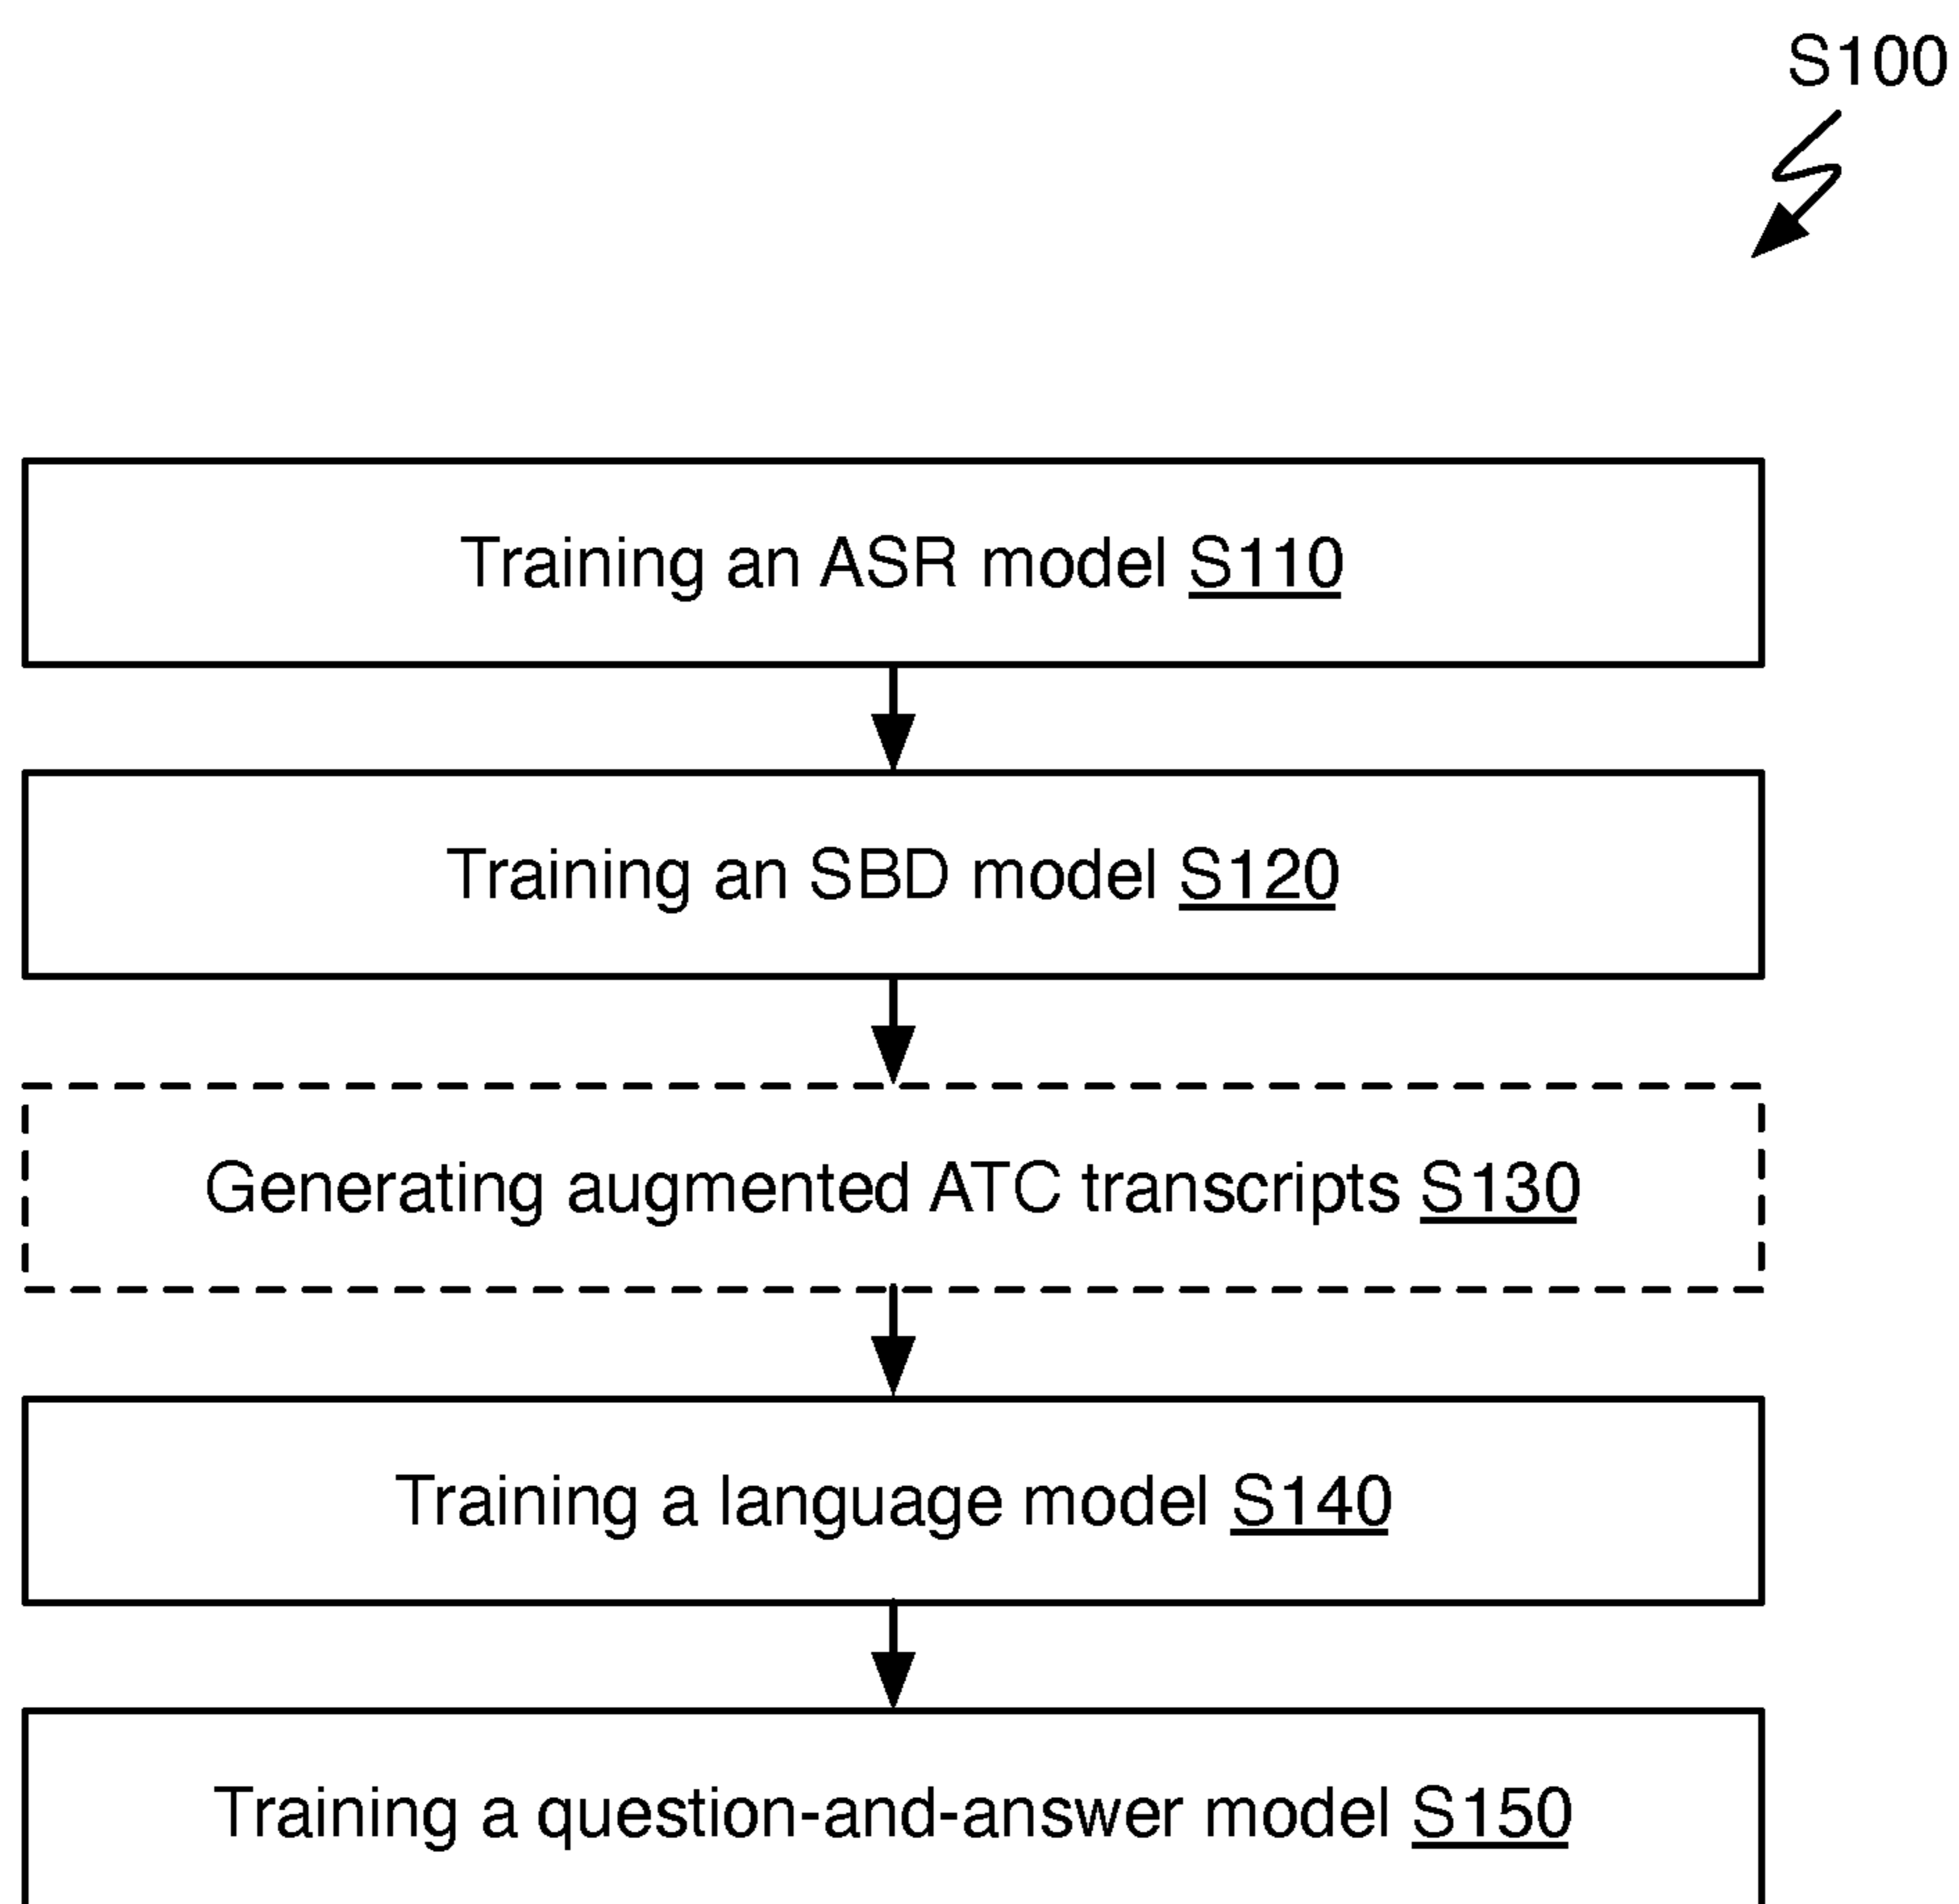 S100
Training an ASR model S110
Training an SBD model S120
Generating augmented ATC transcripts S130
Training a language model S140
Training a question-and-answer model S150